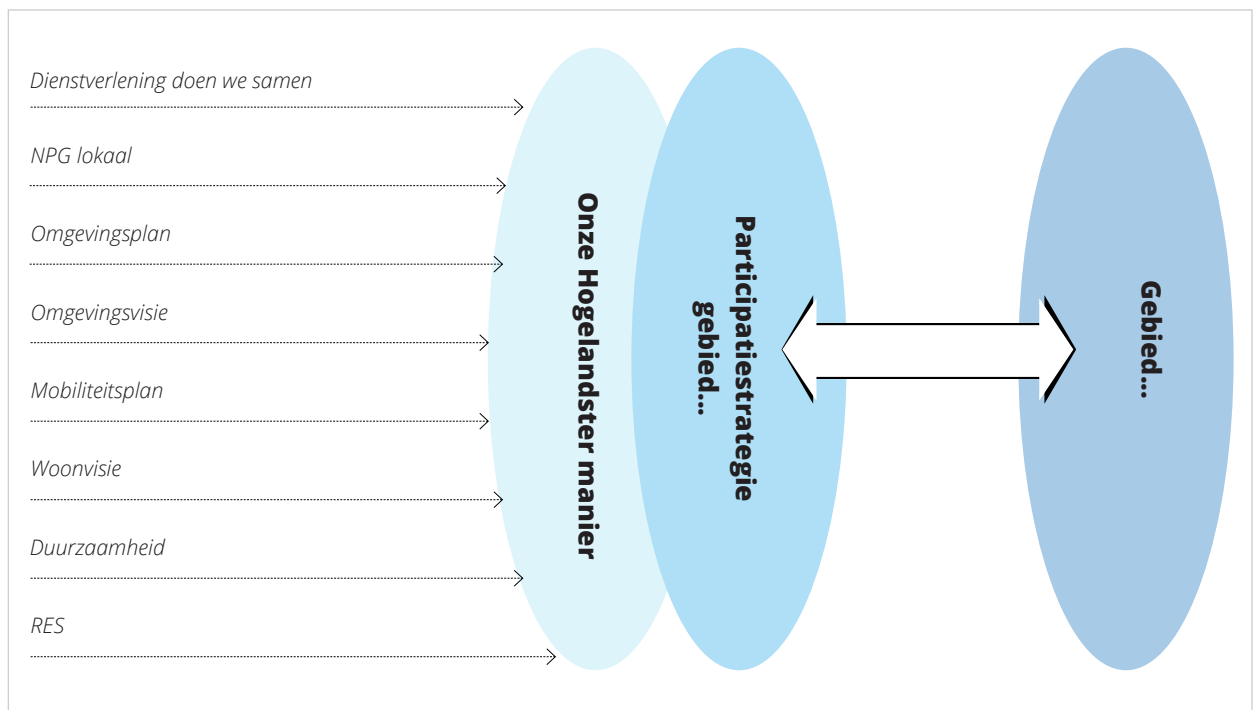 Dienstverlening doen we samen
NPG lokaal
Omgevingsplan
Omgevingsvisie
Mobiliteitsplan
Woonvisie
Duurzaamheid
RES
Onze Hogelandster manier
Participatiestrategie
gebied...
Gebied...